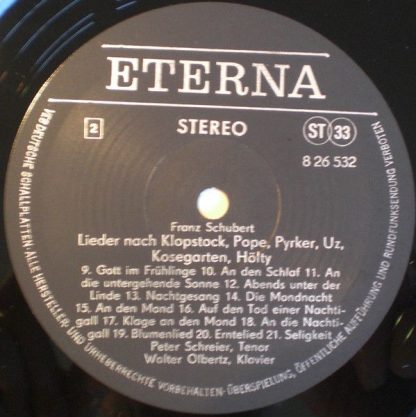 ETERNA
2
STEREO
ST 33
8 26 532
Franz Schubert
Lieder nach Klopstock, Pope, Pyrker, Uz,
Kosegarten, Hölty
9. Gott im Frühlinge 10. An den Schlaf 11. An
die untergehende Sonne 12. Abends unter der
Linde 13. Nachtgesang 14. Die Mondnacht
15. An den Mond 16. Auf den Tod einer Nachti-
gall 17. Klage an den Mond 18. An die Nachti-
gall 19. Blumenlied 20. Erntelied 21. Seligkeit
Peter Schreier, Tenor
Walter Olbertz, Klavier
VEB DEUTSCHE SCHALLPLATTEN · ALLE HERSTELLER- UND URHEBERRECHTE VORBEHALTEN · ÜBERSPIELUNG, ÖFFENTLICHE AUFFÜHRUNG UND RUNDFUNKSENDUNG VERBOTEN